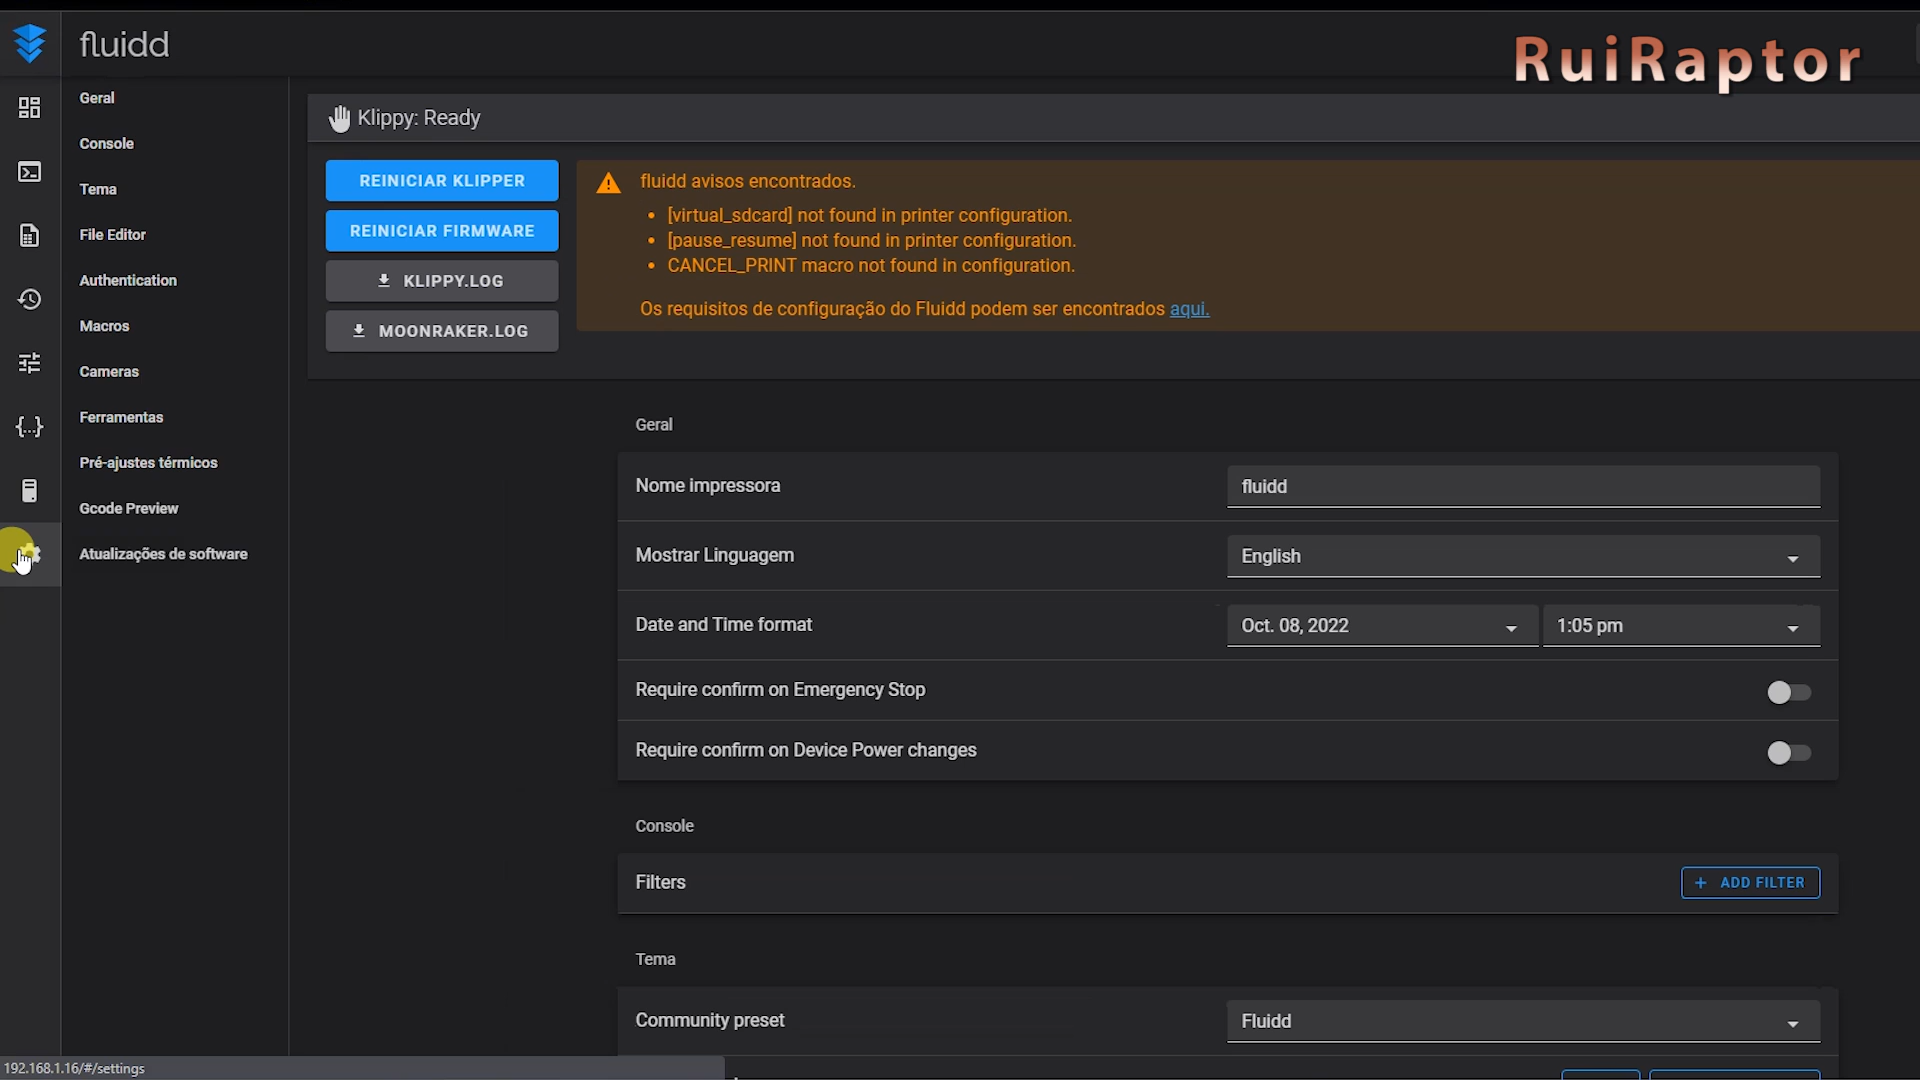 fluidd
RuiRaptor
Geral
Console
Tema
File Editor
Authentication
Macros
Cameras
Ferramentas
Pré-ajustes térmicos
Gcode Preview
Atualizações de software
Klippy: Ready
REINICIAR KLIPPER
REINICIAR FIRMWARE
KLIPPY.LOG
MOONRAKER.LOG
fluidd avisos encontrados.
• [virtual_sdcard] not found in printer configuration.
• [pause_resume] not found in printer configuration.
• CANCEL_PRINT macro not found in configuration.
Os requisitos de configuração do Fluidd podem ser encontrados aqui.
Geral
Nome impressora fluidd
Mostrar Linguagem English
Date and Time format Oct. 08, 2022 1:05 pm
Require confirm on Emergency Stop
Require confirm on Device Power changes
Console
Filters + ADD FILTER
Tema
Community preset Fluidd
192.168.1.16/#/settings